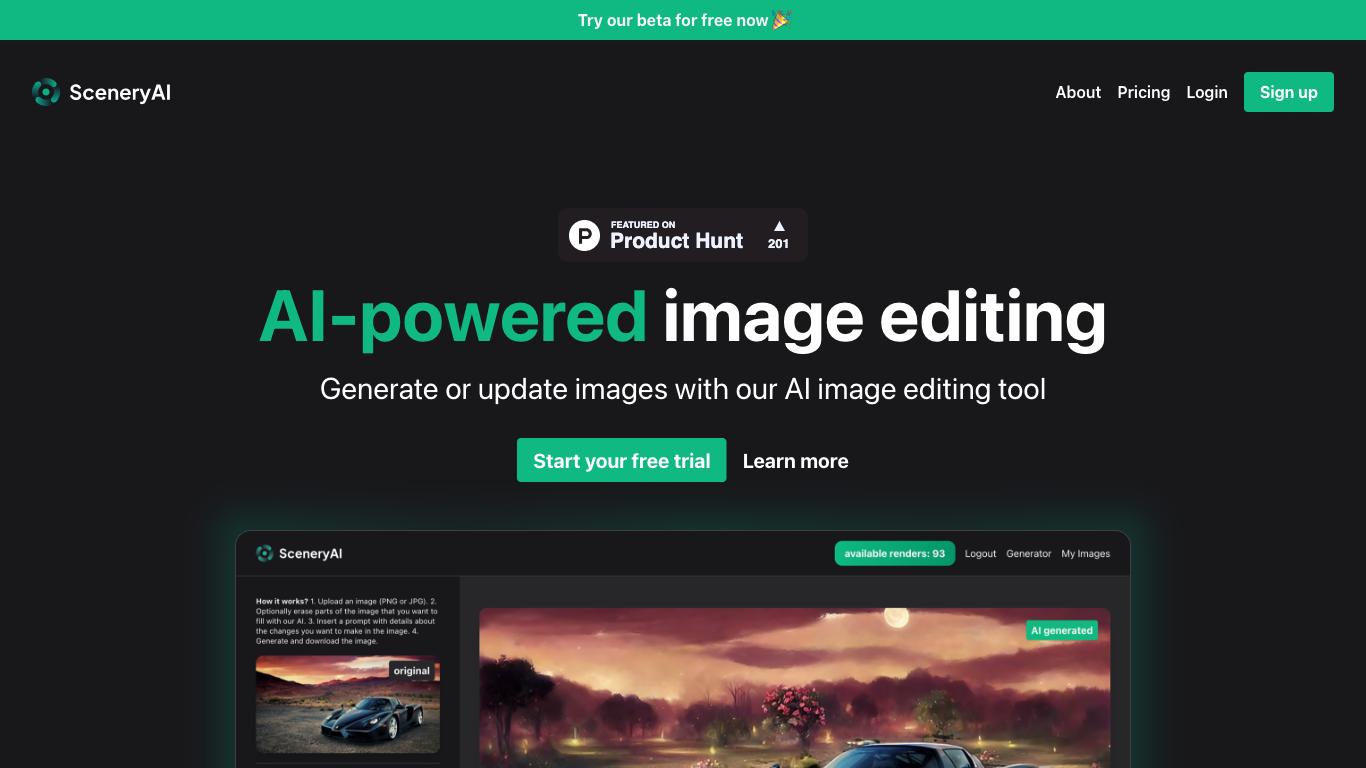 Try our beta for free now 🎉
SceneryAI
About Pricing Login Sign up
FEATURED ON
Product Hunt
▲
201
AI-powered image editing
Generate or update images with our AI image editing tool
Start your free trial Learn more
SceneryAI
available renders: 93 Logout Generator My Images
How it works? 1. Upload an image (PNG or JPG). 2.
Optionally erase parts of the image that you want to
fill with our AI. 3. Insert a prompt with details about
the changes you want to make in the image. 4.
Generate and download the image.
original
AI generated